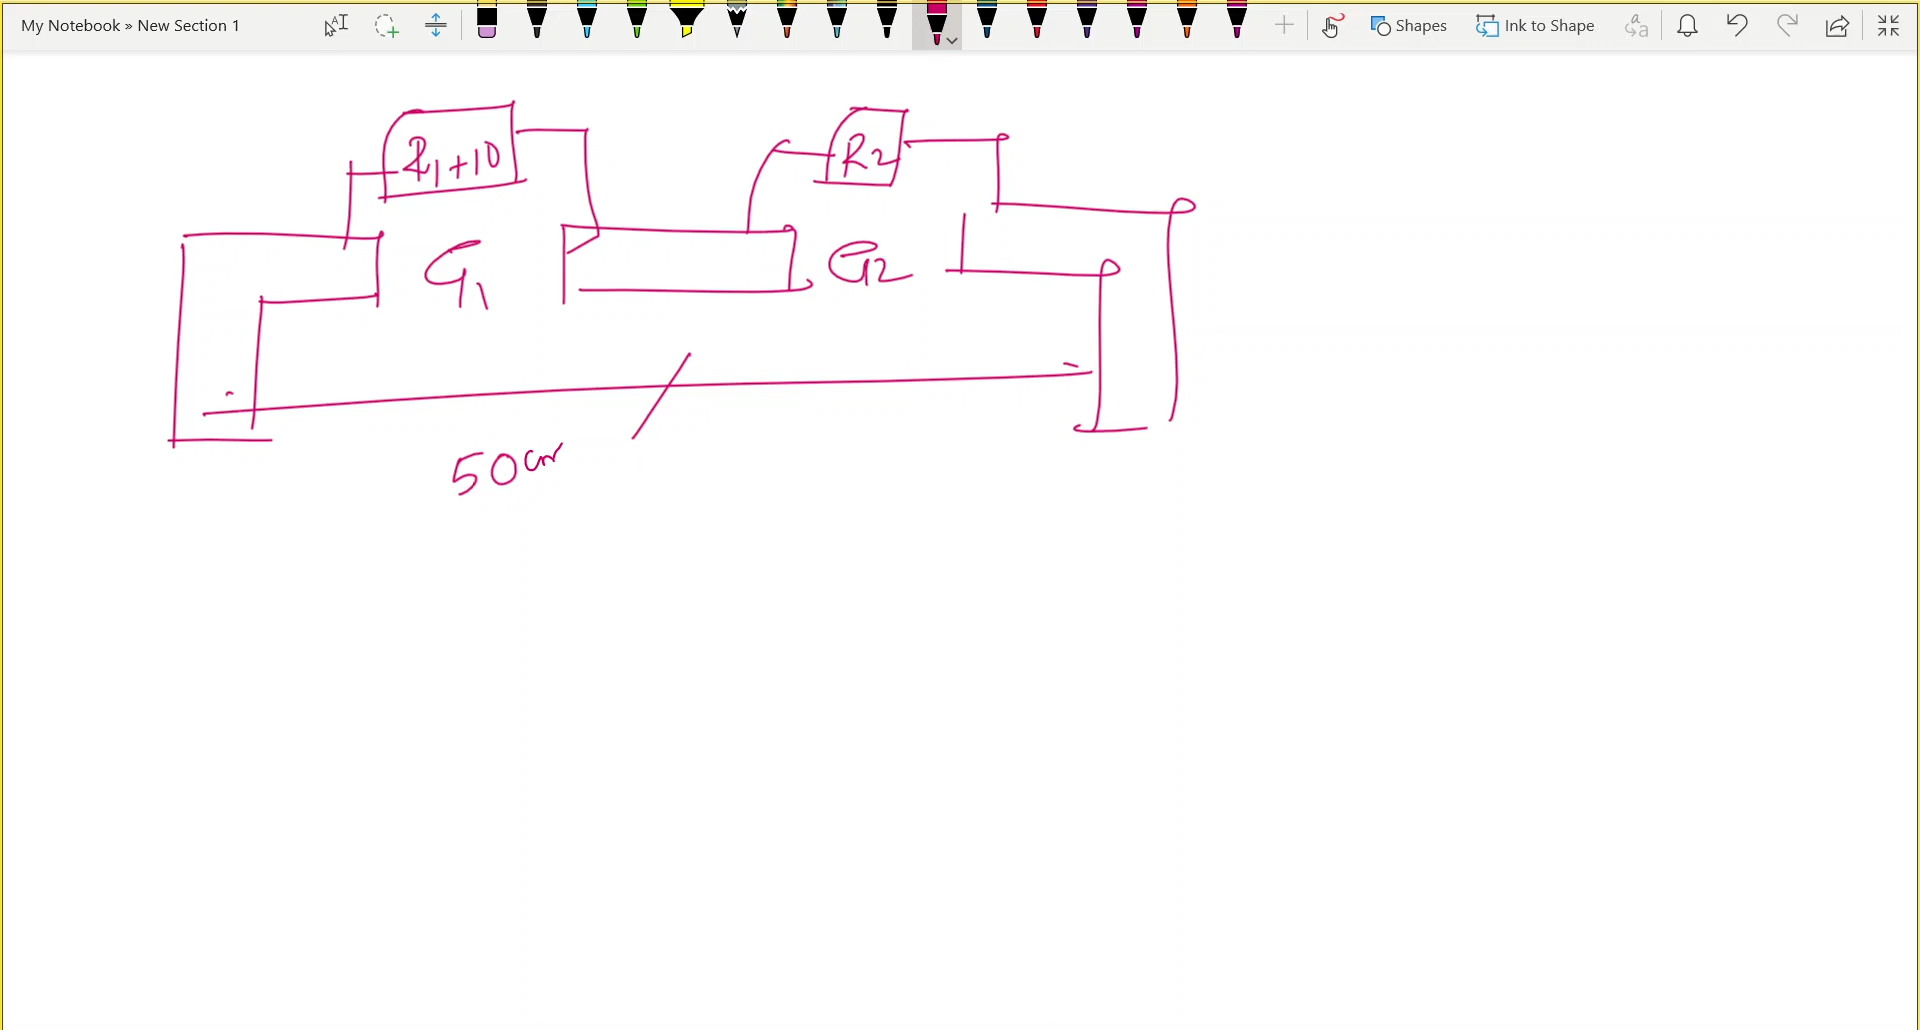 My Notebook » New Section 1
Shapes
Ink to Shape
R1+10
R2
G1
G2
50cm